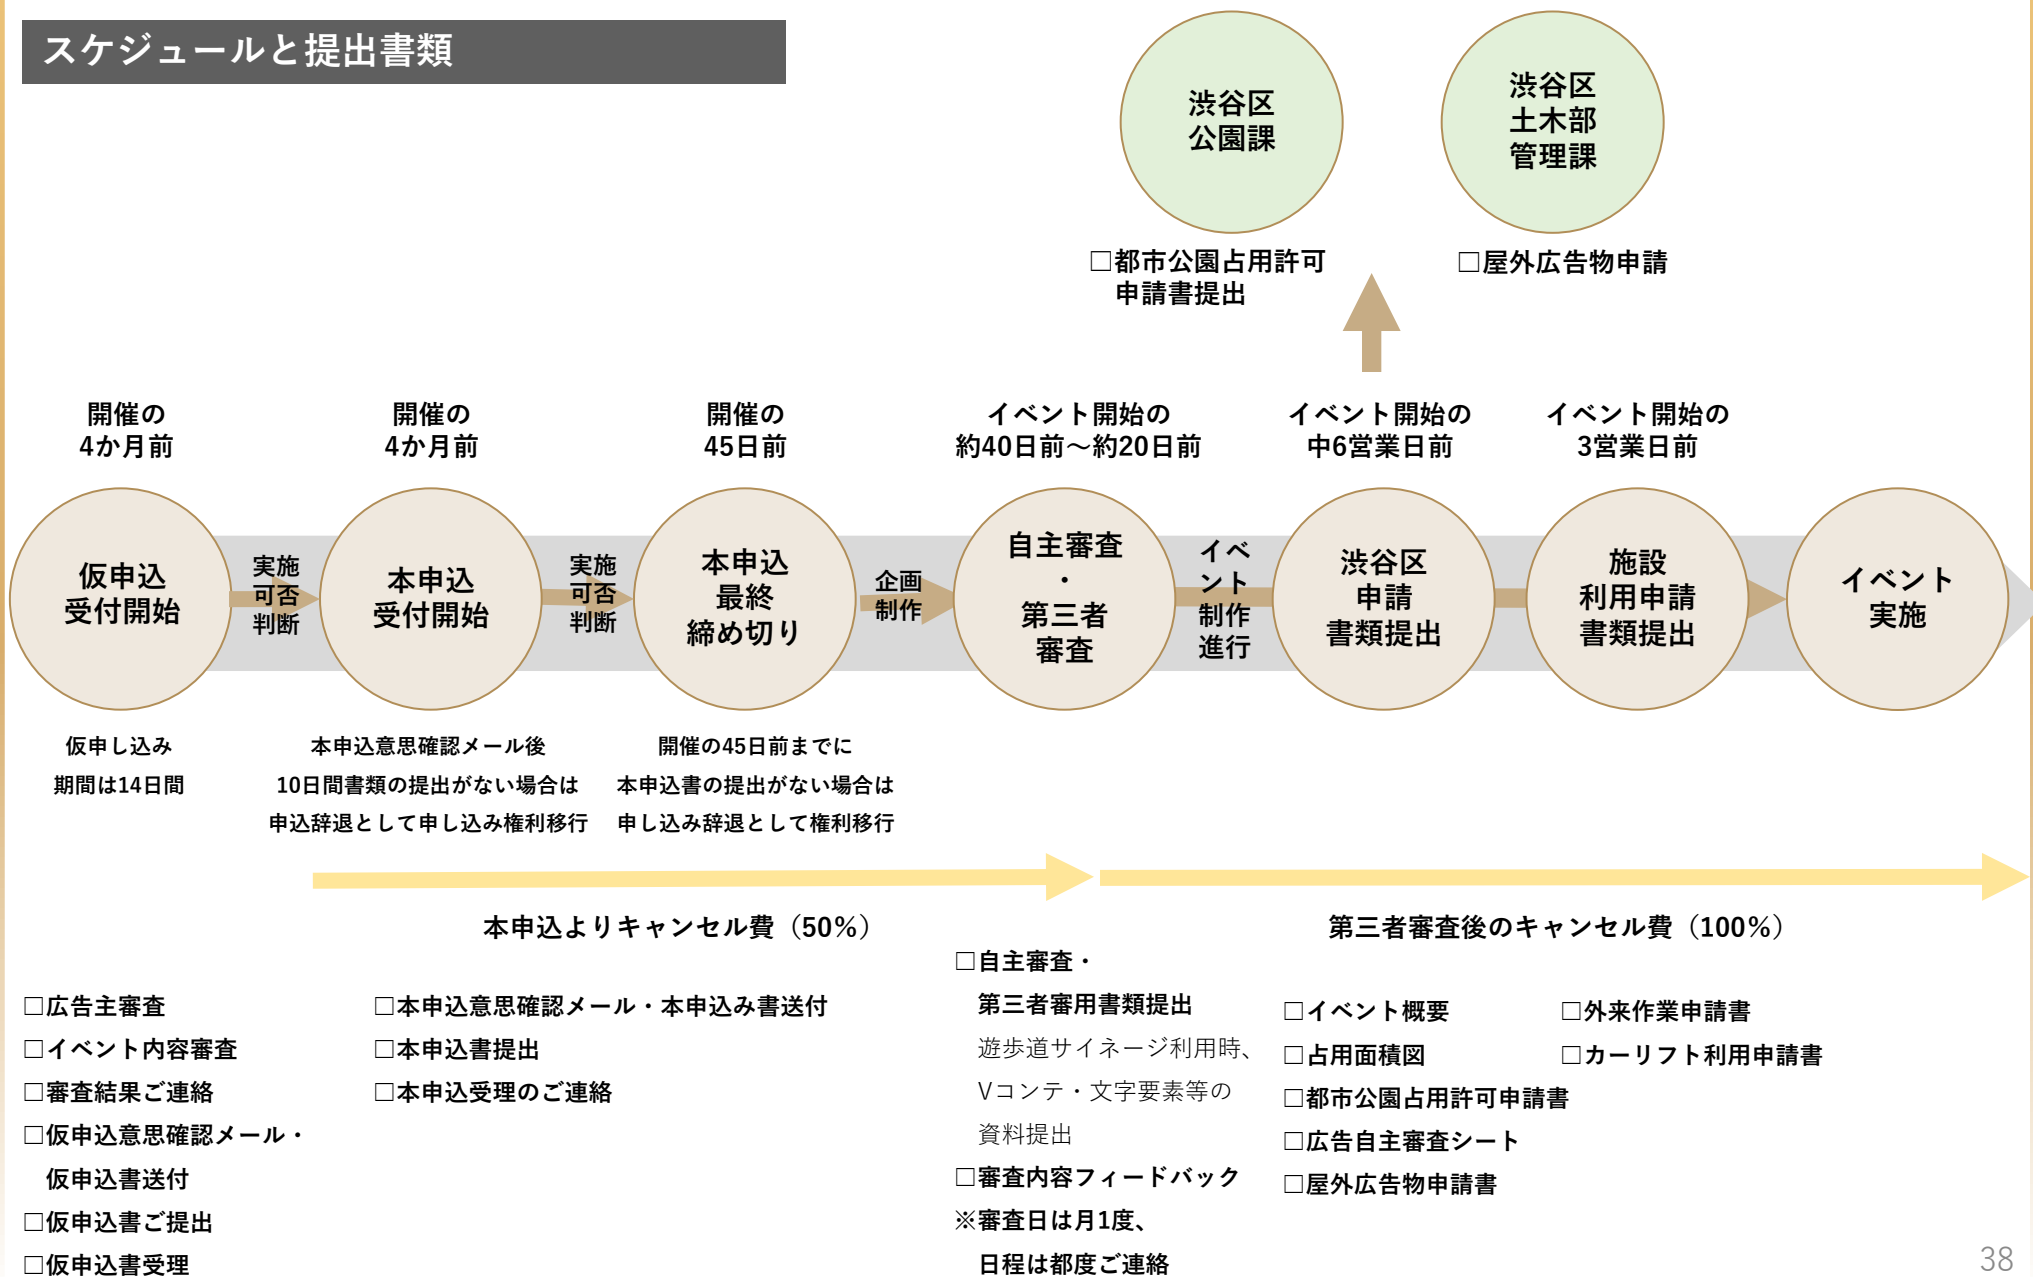 スケジュールと提出書類
渋谷区
公園課
渋谷区
土木部
管理課
□都市公園占用許可
申請書提出
□屋外広告物申請
開催の
4か月前
開催の
4か月前
開催の
45日前
イベント開始の
約40日前～約20日前
イベント開始の
中6営業日前
イベント開始の
3営業日前
仮申込
受付開始
実施
可否
判断
本申込
受付開始
実施
可否
判断
本申込
最終
締め切り
企画
制作
自主審査
・
第三者
審査
イベ
ント
制作
進行
渋谷区
申請
書類提出
施設
利用申請
書類提出
イベント
実施
仮申し込み
期間は14日間
本申込意思確認メール後
10日間書類の提出がない場合は
申込辞退として申し込み権利移行
開催の45日前までに
本申込書の提出がない場合は
申し込み辞退として権利移行
本申込よりキャンセル費（50%）
第三者審査後のキャンセル費（100%）
□広告主審査
□イベント内容審査
□審査結果ご連絡
□仮申込意思確認メール・
仮申込書送付
□仮申込書ご提出
□仮申込書受理
□本申込意思確認メール・本申込み書送付
□本申込書提出
□本申込受理のご連絡
□自主審査・
第三者審用書類提出
遊歩道サイネージ利用時、
Vコンテ・文字要素等の
資料提出
□審査内容フィードバック
※審査日は月1度、
日程は都度ご連絡
□イベント概要
□占用面積図
□都市公園占用許可申請書
□広告自主審査シート
□屋外広告物申請書
□外来作業申請書
□カーリフト利用申請書
38